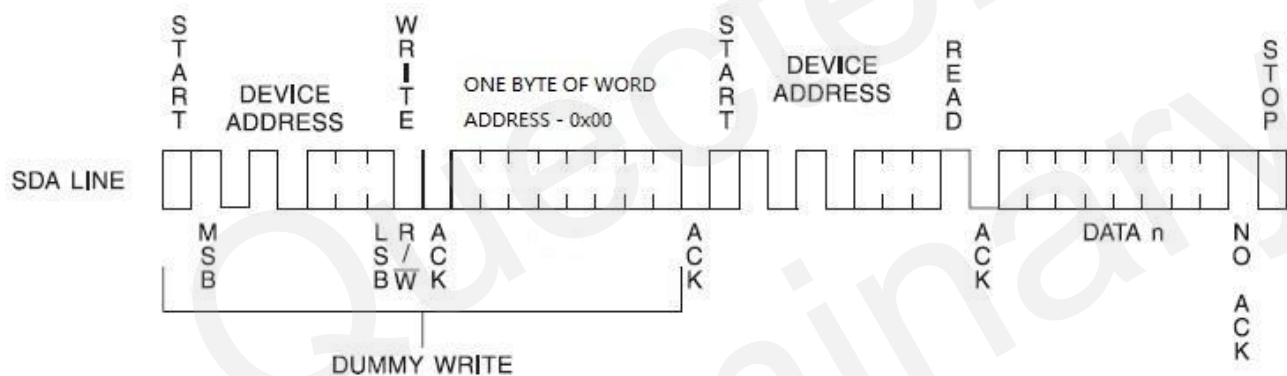 START
WRITE
START
READ
STOP
DEVICE
ADDRESS
ONE BYTE OF WORD
ADDRESS - 0x00
DEVICE
ADDRESS
SDA LINE
MSB
LSB
R/W
ACK
ACK
ACK
DATA n
NO ACK
DUMMY WRITE